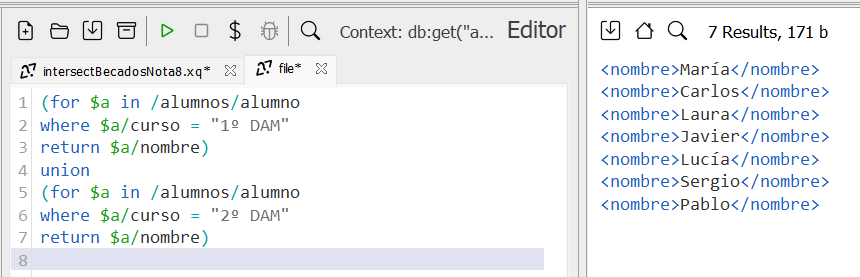 Context: db:get("a... Editor
intersectBecadosNota8.xq*
file*
1 (for $a in /alumnos/alumno
2 where $a/curso = "1º DAM"
3 return $a/nombre)
4 union
5 (for $a in /alumnos/alumno
6 where $a/curso = "2º DAM"
7 return $a/nombre)
8
7 Results, 171 b
<nombre>María</nombre>
<nombre>Carlos</nombre>
<nombre>Laura</nombre>
<nombre>Javier</nombre>
<nombre>Lucía</nombre>
<nombre>Sergio</nombre>
<nombre>Pablo</nombre>